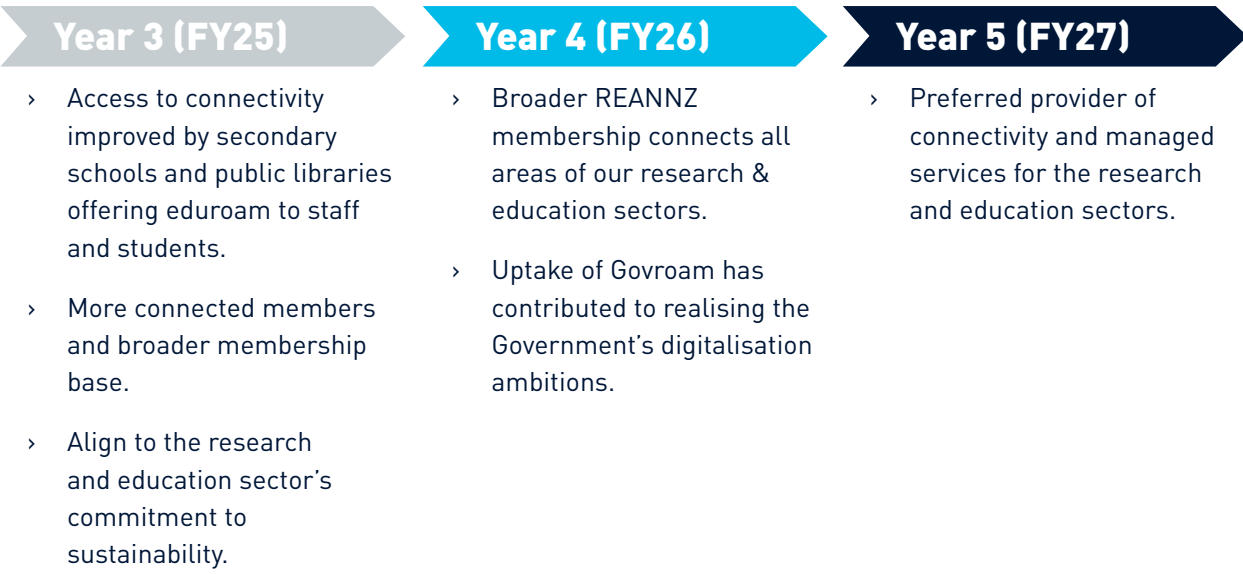 Year 3 (FY25)
› Access to connectivity
improved by secondary
schools and public libraries
offering eduroam to staff
and students.
› More connected members
and broader membership
base.
› Align to the research
and education sector’s
commitment to
sustainability.
Year 4 (FY26)
› Broader REANNZ
membership connects all
areas of our research &
education sectors.
› Uptake of Govroam has
contributed to realising the
Government’s digitalisation
ambitions.
Year 5 (FY27)
› Preferred provider of
connectivity and managed
services for the research
and education sectors.